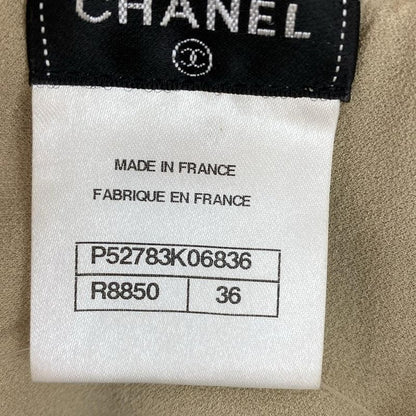 CHANEL
MADE IN FRANCE
FABRIQUE EN FRANCE
P52783K06836
R8850 36